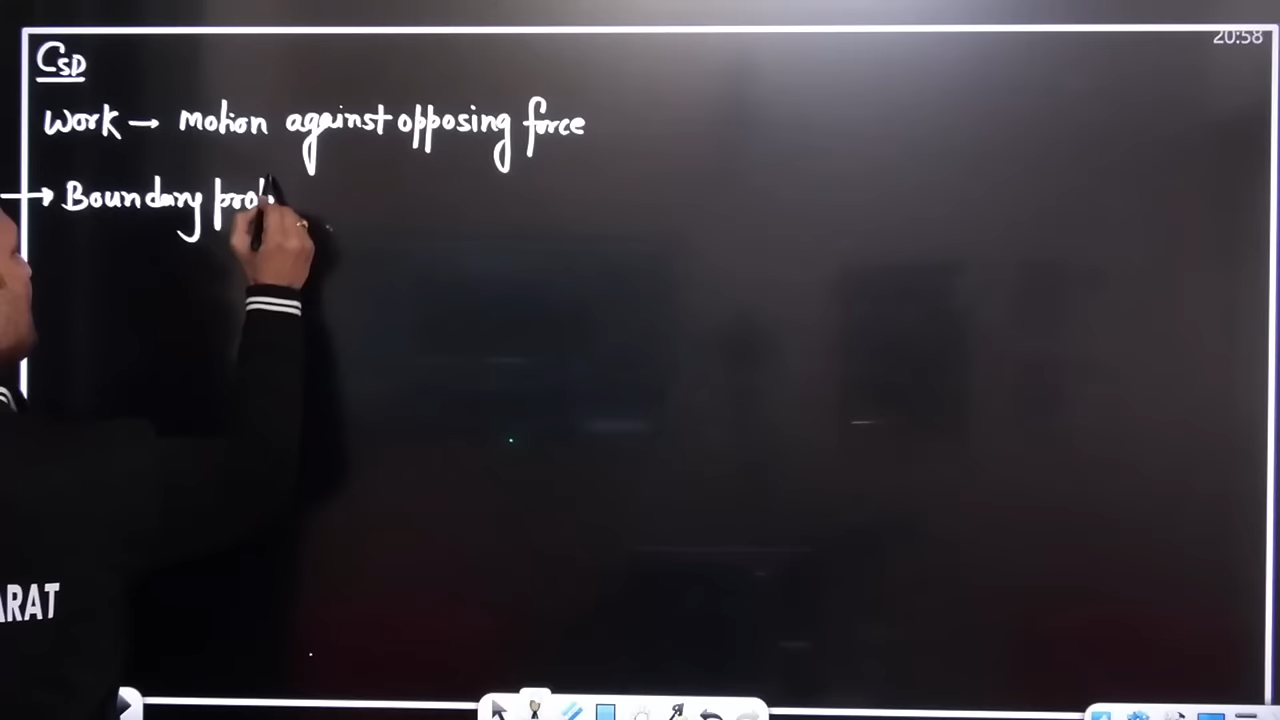 20:58
CSD
Work → motion against opposing force
→ Boundary
ARAT